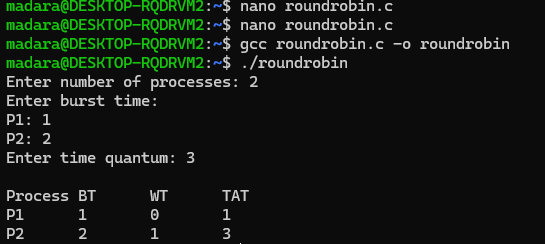 madara@DESKTOP-RQDRVM2:~$ nano roundrobin.c
madara@DESKTOP-RQDRVM2:~$ nano roundrobin.c
madara@DESKTOP-RQDRVM2:~$ gcc roundrobin.c -o roundrobin
madara@DESKTOP-RQDRVM2:~$ ./roundrobin
Enter number of processes: 2
Enter burst time:
P1: 1
P2: 2
Enter time quantum: 3

Process BT      WT      TAT
P1      1       0       1
P2      2       1       3